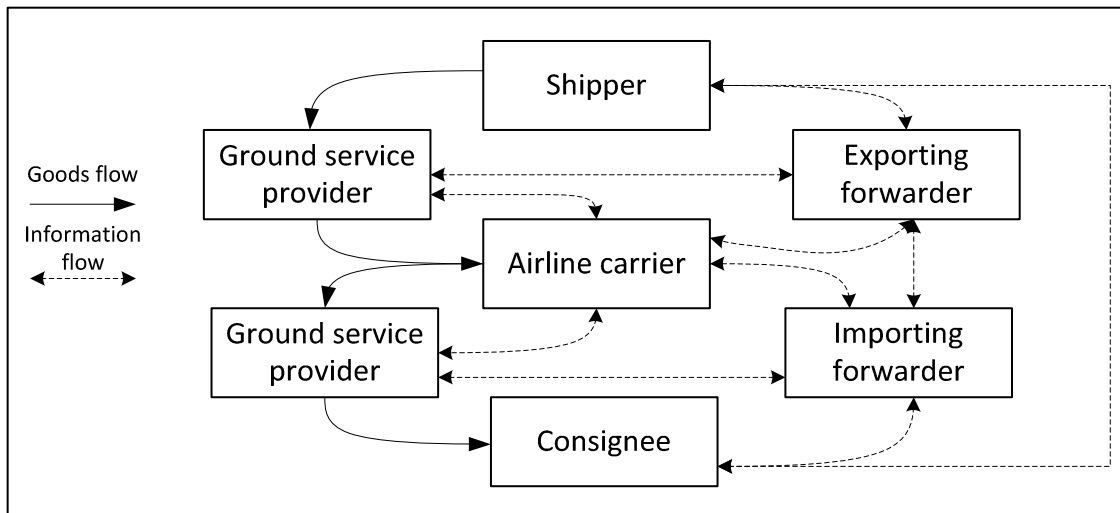 Shipper
Ground service
provider
Exporting
forwarder
Goods flow
Information
flow
Airline carrier
Ground service
provider
Importing
forwarder
Consignee